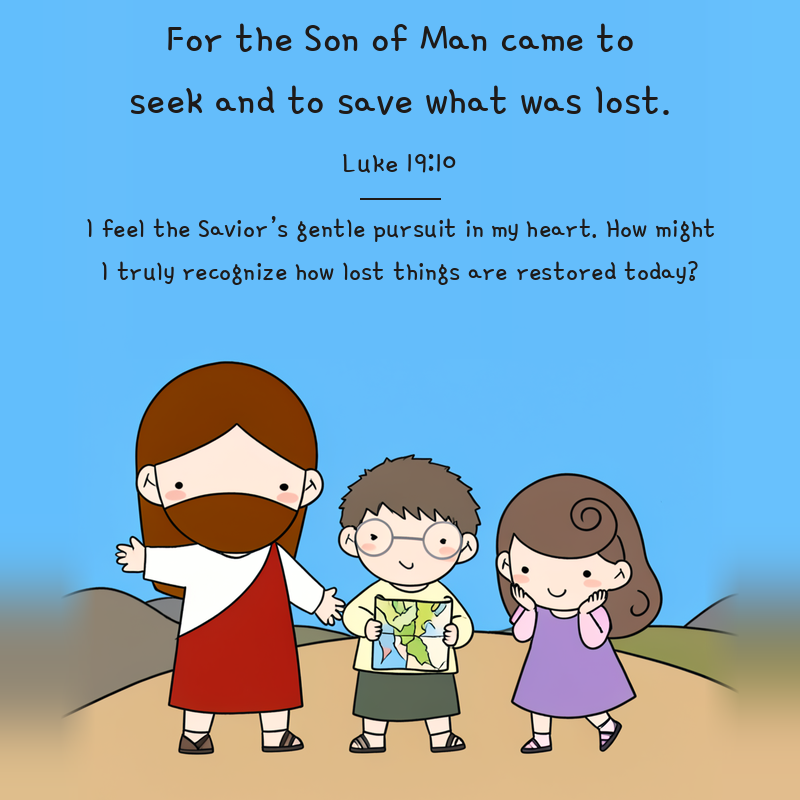 For the Son of Man came to
seek and to save what was lost.
Luke 19:10
I feel the Savior's gentle pursuit in my heart. How might
I truly recognize how lost things are restored today?